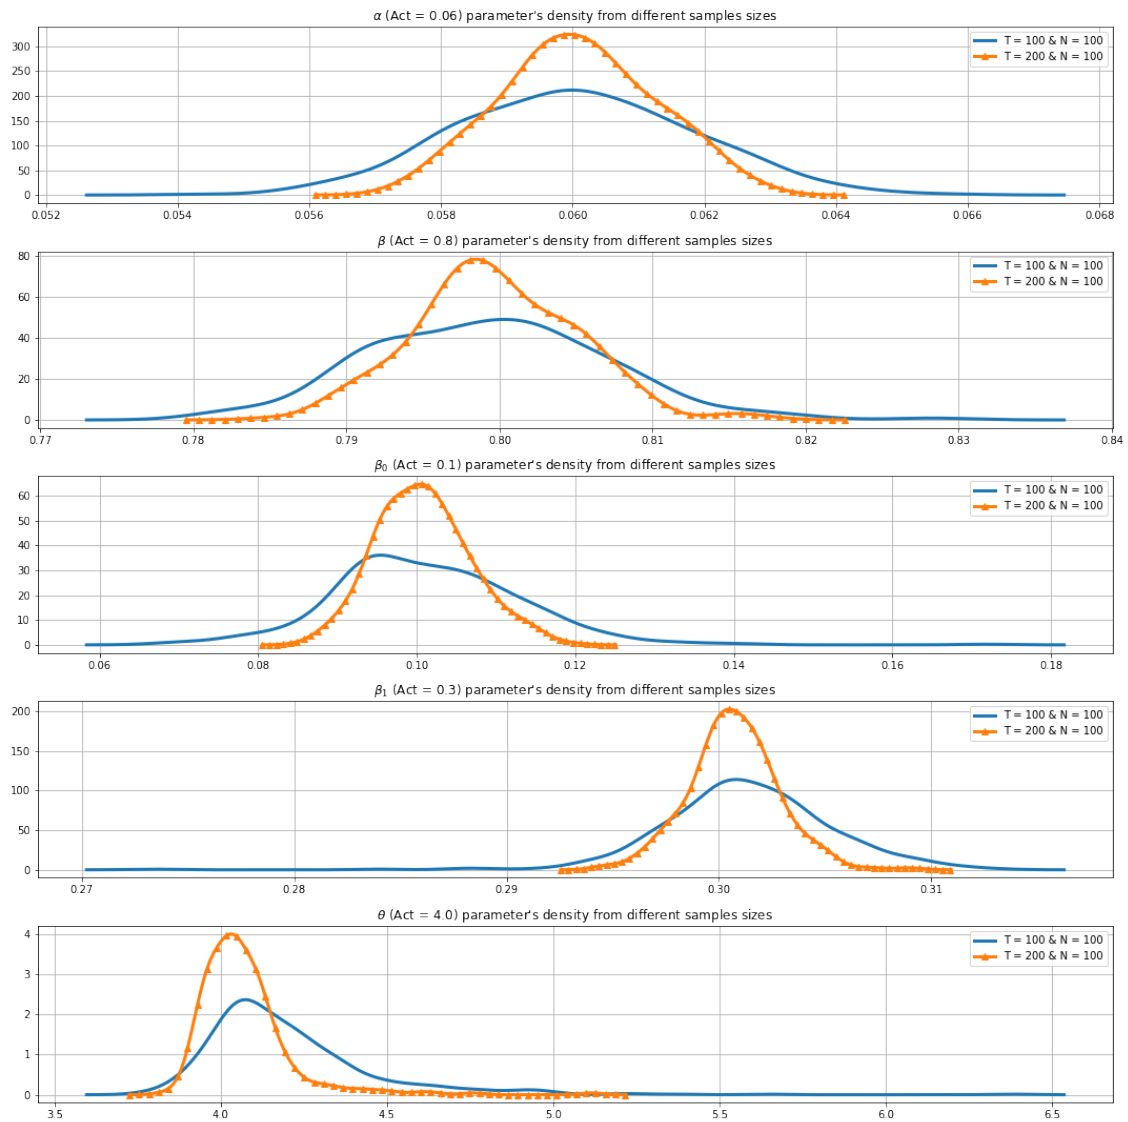 α (Act = 0.06) parameter's density from different samples sizes
300
250
200
150
100
50
0
T = 100 & N = 100
T = 200 & N = 100
0.052 0.054 0.056 0.058 0.060 0.062 0.064 0.066 0.068
β (Act = 0.8) parameter's density from different samples sizes
80
60
40
20
0
T = 100 & N = 100
T = 200 & N = 100
0.77 0.78 0.79 0.80 0.81 0.82 0.83 0.84
β₀ (Act = 0.1) parameter's density from different samples sizes
60
50
40
30
20
10
0
T = 100 & N = 100
T = 200 & N = 100
0.06 0.08 0.10 0.12 0.14 0.16 0.18
β₁ (Act = 0.3) parameter's density from different samples sizes
200
150
100
50
0
T = 100 & N = 100
T = 200 & N = 100
0.27 0.28 0.29 0.30 0.31
θ (Act = 4.0) parameter's density from different samples sizes
4
3
2
1
0
T = 100 & N = 100
T = 200 & N = 100
3.5 4.0 4.5 5.0 5.5 6.0 6.5